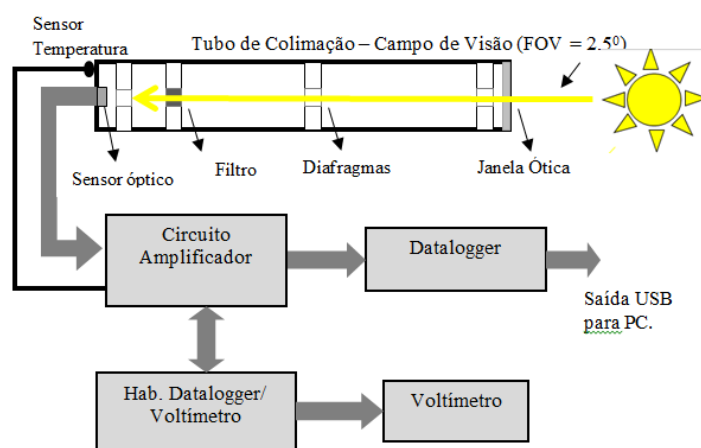 Sensor
Temperatura
Tubo de Colimação – Campo de Visão (FOV = 2.5⁰)
Sensor óptico
Filtro
Diafragmas
Janela Ótica
Circuito
Amplificador
Datalogger
Saída USB
para PC.
Hab. Datalogger/
Voltímetro
Voltímetro